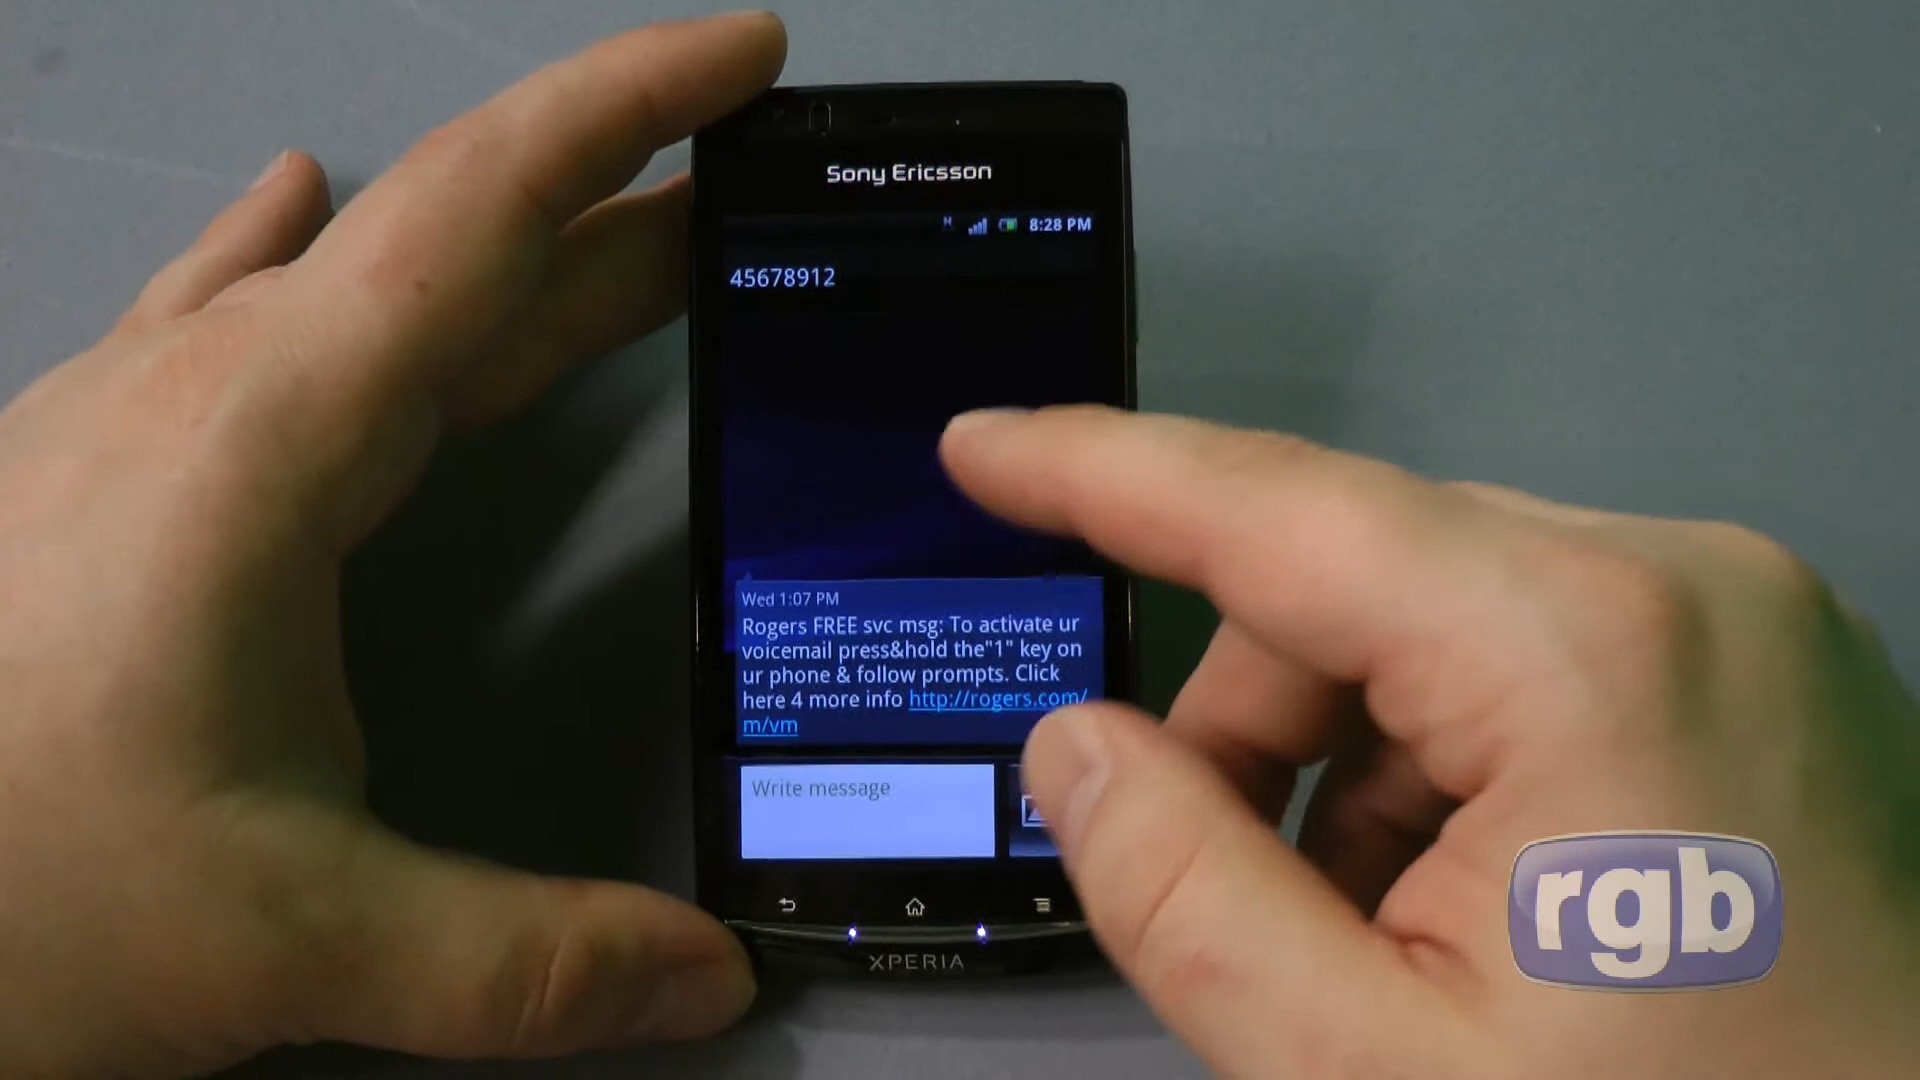 Sony Ericsson
H
8:28 PM
45678912
Wed 1:07 PM
Rogers FREE svc msg: To activate ur
voicemail press&hold the"1" key on
ur phone & follow prompts. Click
here 4 more info http://rogers.com/
m/vm
Write message
XPERIA
rgb